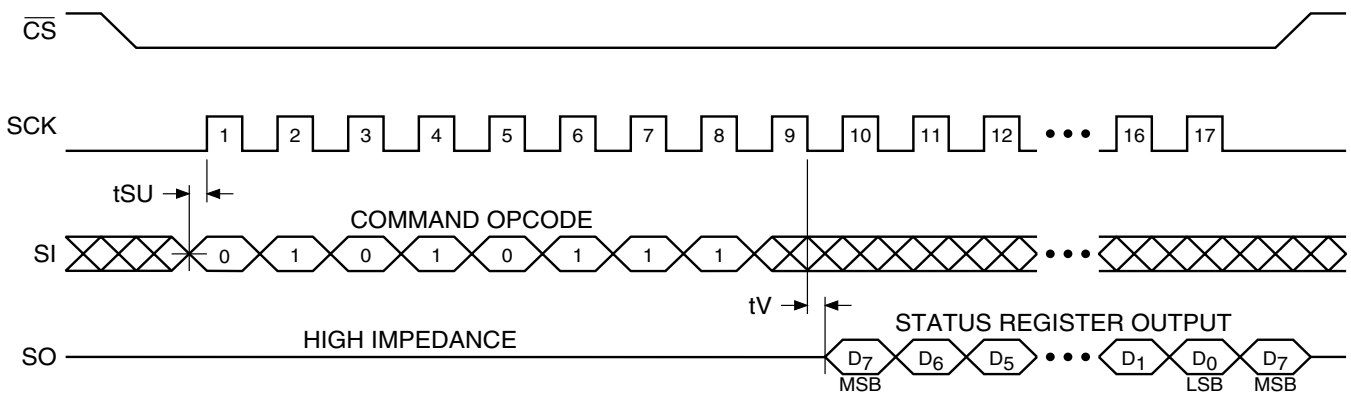 CS
SCK 1 2 3 4 5 6 7 8 9 10 11 12 ••• 16 17
tSU
COMMAND OPCODE
SI 0 1 0 1 0 1 1 1 •••
tV
HIGH IMPEDANCE STATUS REGISTER OUTPUT
SO D7 D6 D5 ••• D1 D0 D7
MSB LSB MSB